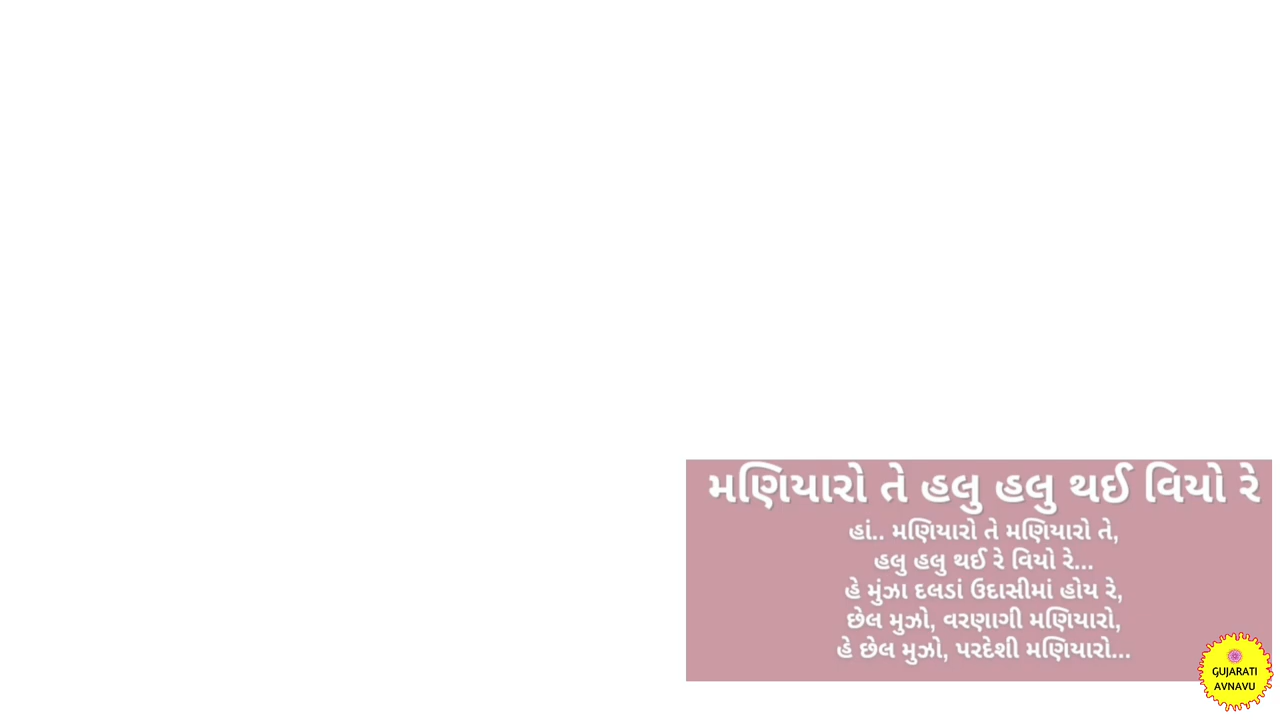 મણિયારો તે હલુ હલુ થઈ વિયો રે
હાં.. મણિયારો તે મણિયારો તે,
હલુ હલુ થઈ રે વિયો રે...
હે મુંઝા દલડાં ઉદાસીમાં હોય રે,
છેલ મુઝો, વરણાગી મણિયારો,
હે છેલ મુઝો, પરદેશી મણિયારો...
GUJARATI
AVNAVU